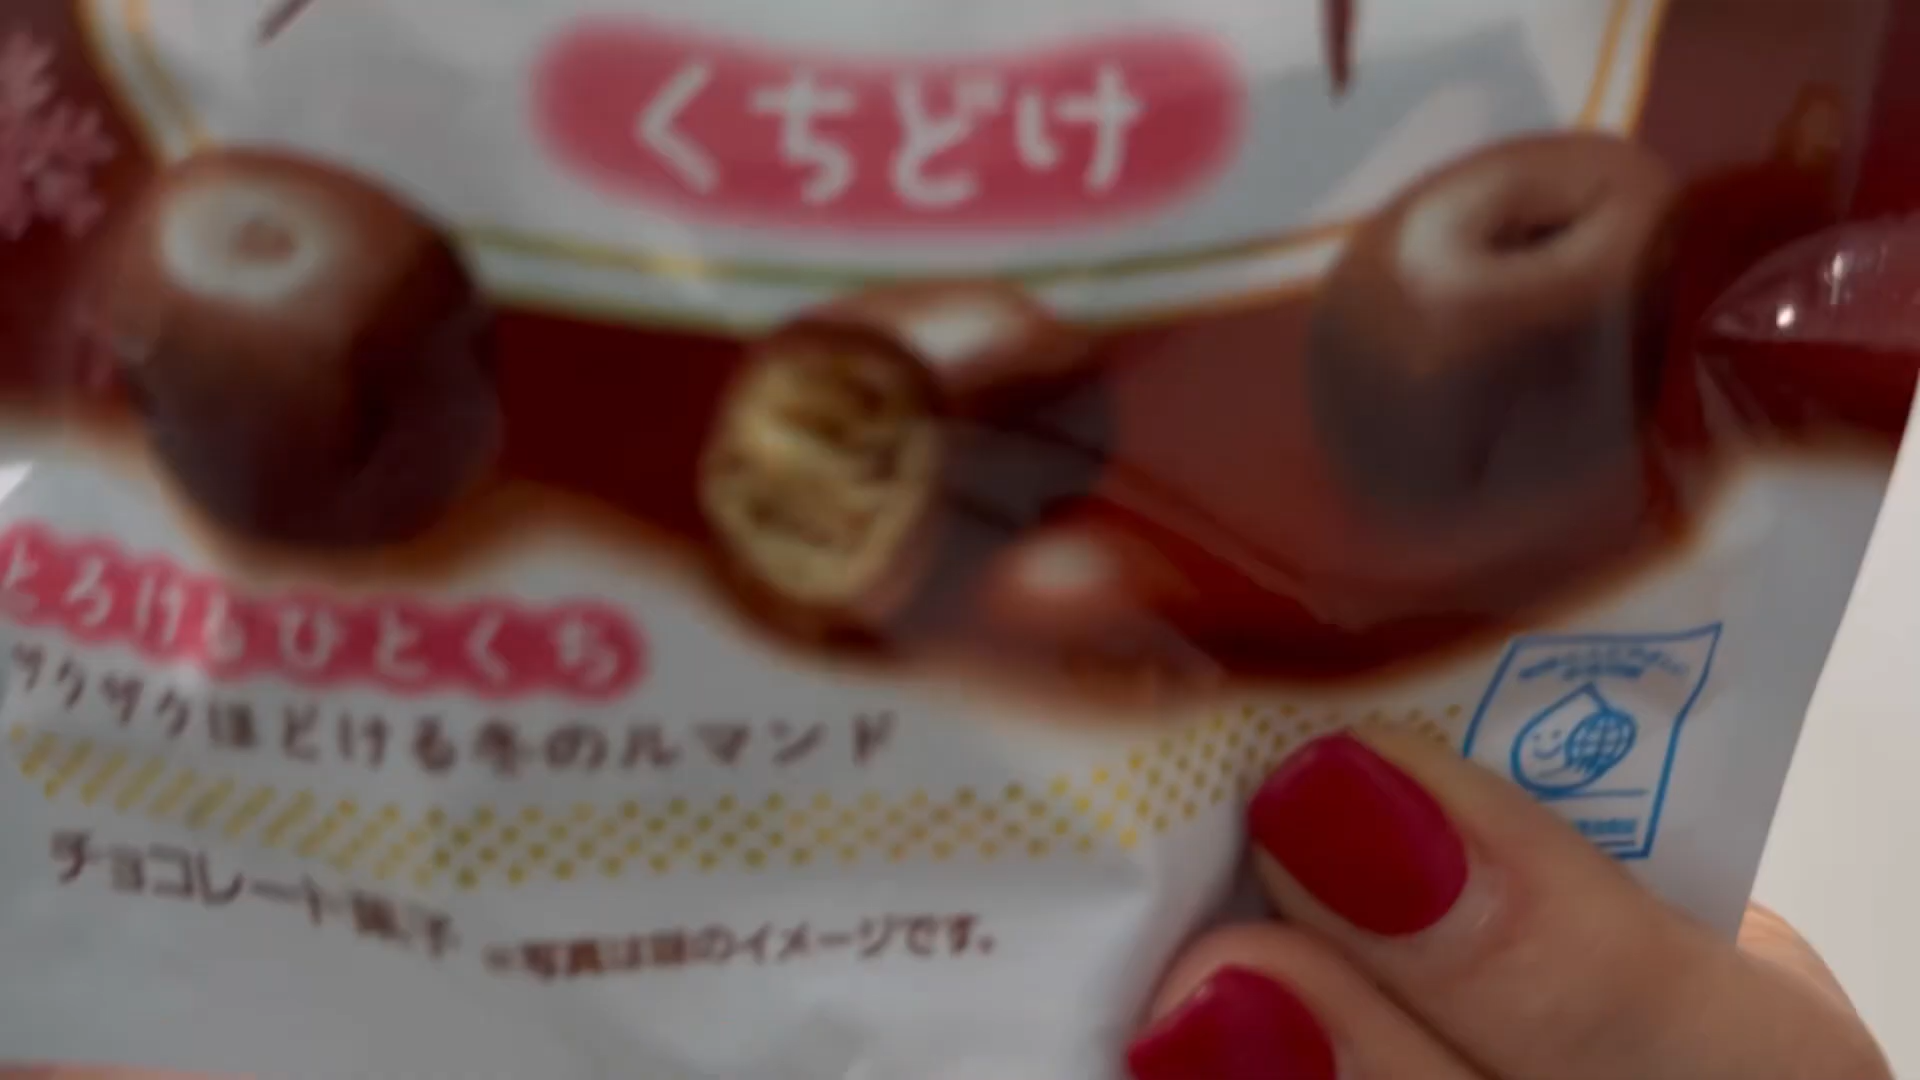 くちどけ
とろけるひとくち
サクサクほどける冬のルマンド
チョコレート菓子
※写真は味のイメージです。